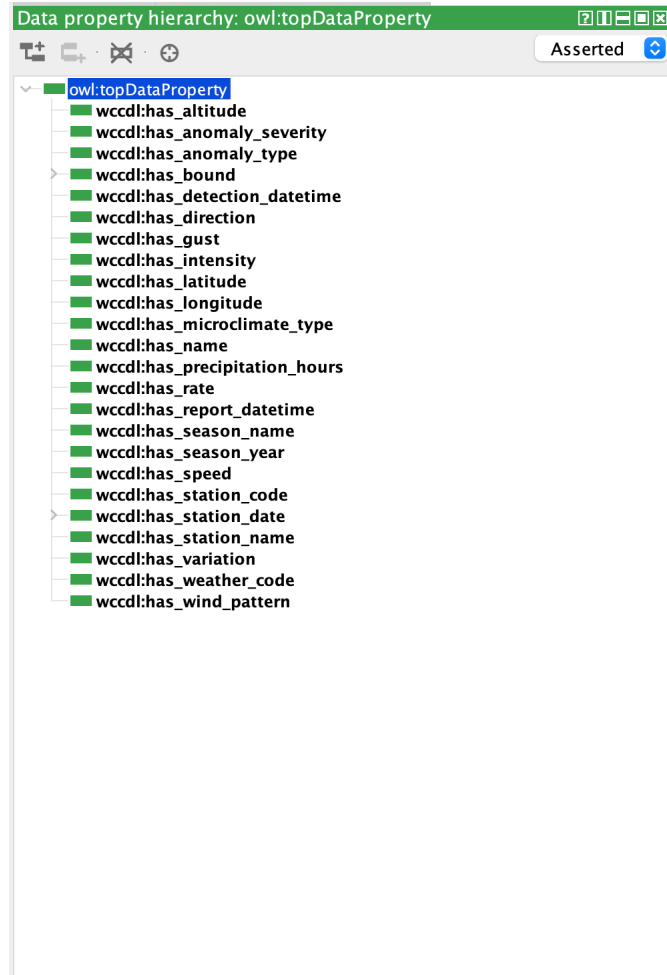 Data property hierarchy: owl:topDataProperty
Asserted
owl:topDataProperty
wccdl:has_altitude
wccdl:has_anomaly_severity
wccdl:has_anomaly_type
wccdl:has_bound
wccdl:has_detection_datetime
wccdl:has_direction
wccdl:has_gust
wccdl:has_intensity
wccdl:has_latitude
wccdl:has_longitude
wccdl:has_microclimate_type
wccdl:has_name
wccdl:has_precipitation_hours
wccdl:has_rate
wccdl:has_report_datetime
wccdl:has_season_name
wccdl:has_season_year
wccdl:has_speed
wccdl:has_station_code
wccdl:has_station_date
wccdl:has_station_name
wccdl:has_variation
wccdl:has_weather_code
wccdl:has_wind_pattern